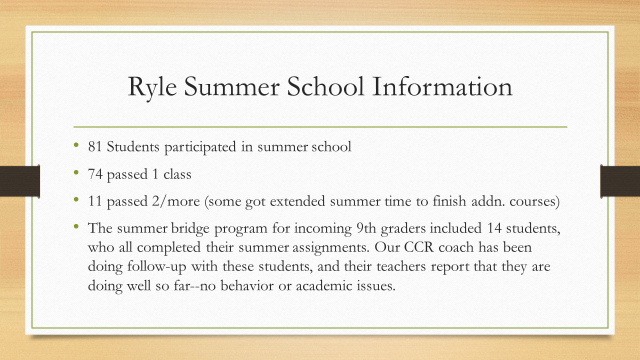 Ryle Summer School Information
• 81 Students participated in summer school
• 74 passed 1 class
• 11 passed 2/more (some got extended summer time to finish addn. courses)
• The summer bridge program for incoming 9th graders included 14 students,
who all completed their summer assignments. Our CCR coach has been
doing follow-up with these students, and their teachers report that they are
doing well so far--no behavior or academic issues.